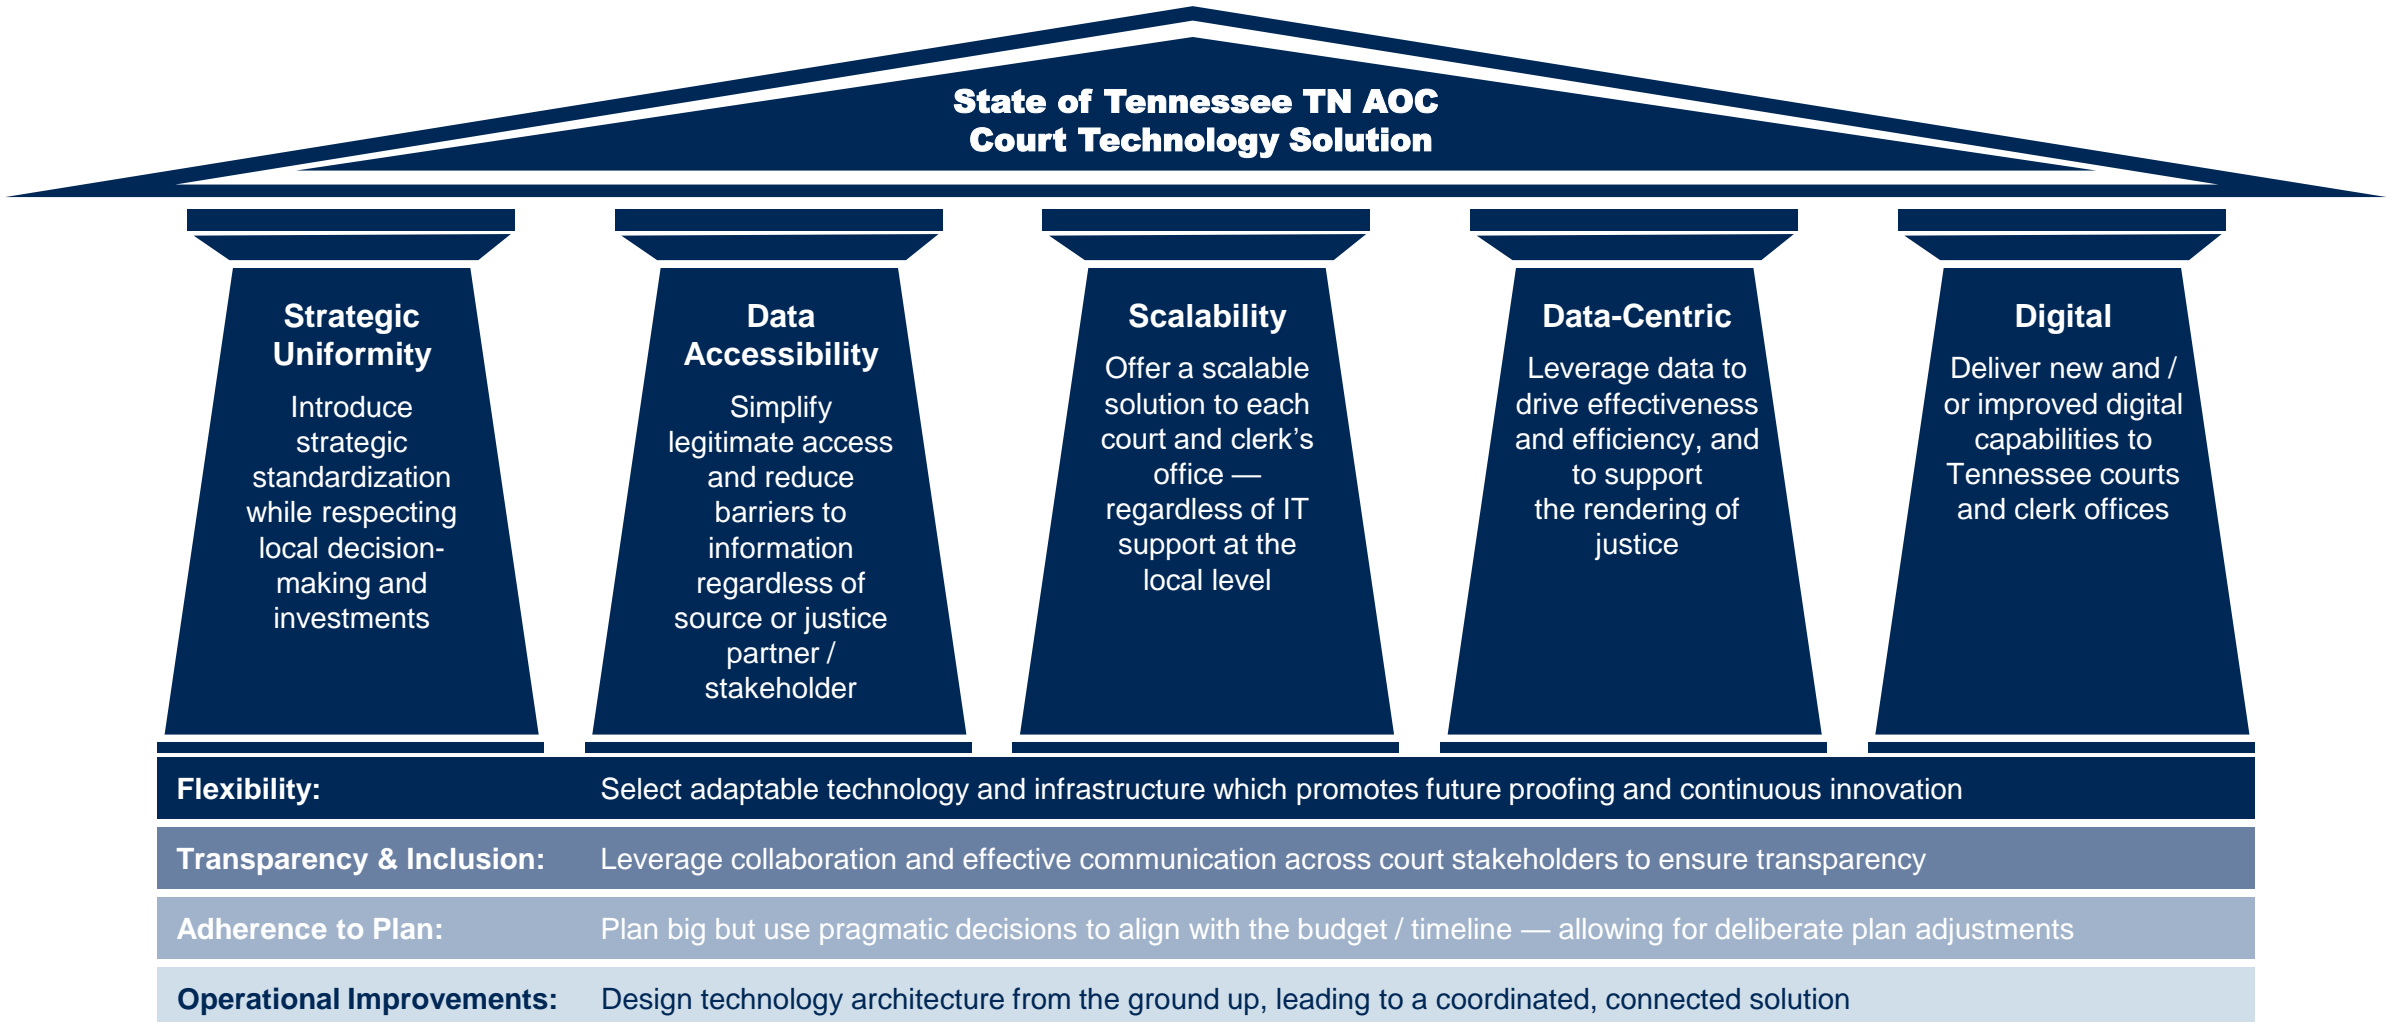 State of Tennessee TN AOC
Court Technology Solution
Strategic
Uniformity
Introduce
strategic
standardization
while respecting
local decision-
making and
investments
Data
Accessibility
Simplify
legitimate access
and reduce
barriers to
information
regardless of
source or justice
partner /
stakeholder
Scalability
Offer a scalable
solution to each
court and clerk’s
office —
regardless of IT
support at the
local level
Data-Centric
Leverage data to
drive effectiveness
and efficiency, and
to support
the rendering of
justice
Digital
Deliver new and /
or improved digital
capabilities to
Tennessee courts
and clerk offices
Flexibility: Select adaptable technology and infrastructure which promotes future proofing and continuous innovation
Transparency & Inclusion: Leverage collaboration and effective communication across court stakeholders to ensure transparency
Adherence to Plan: Plan big but use pragmatic decisions to align with the budget / timeline — allowing for deliberate plan adjustments
Operational Improvements: Design technology architecture from the ground up, leading to a coordinated, connected solution